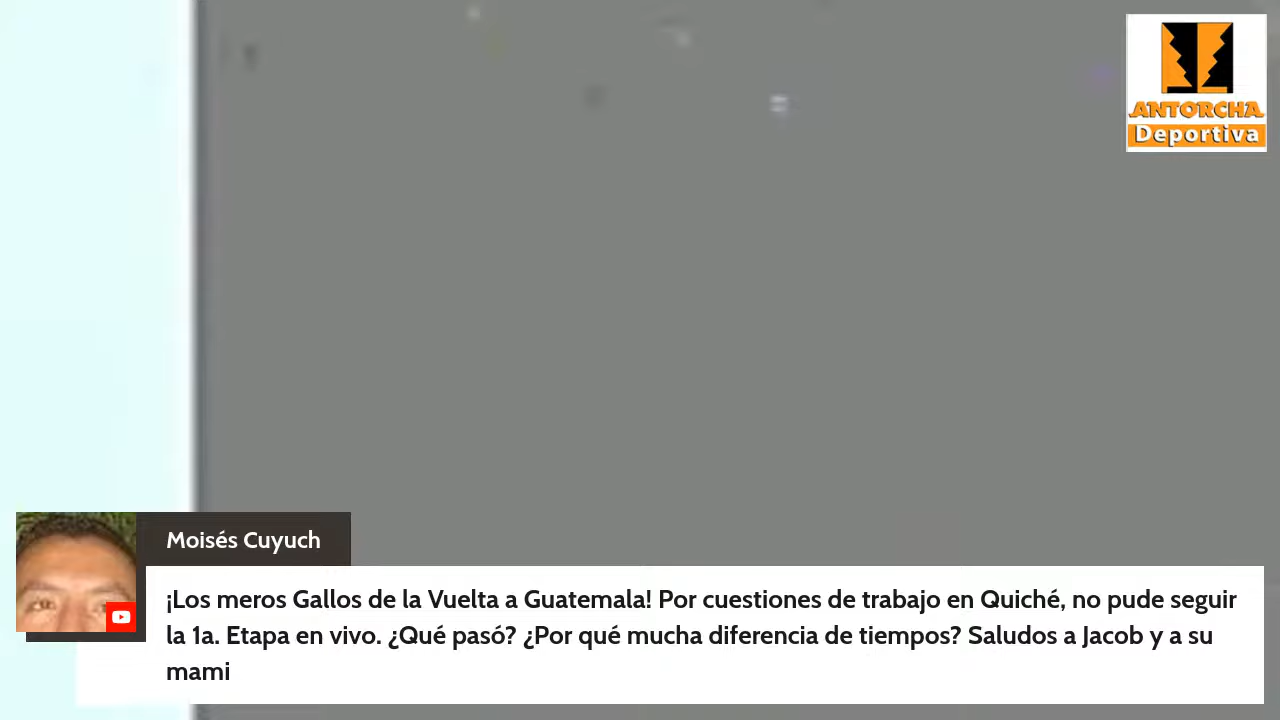 ANTORCHA
Deportiva
Moisés Cuyuch
¡Los meros Gallos de la Vuelta a Guatemala! Por cuestiones de trabajo en Quiché, no pude seguir
la 1a. Etapa en vivo. ¿Qué pasó? ¿Por qué mucha diferencia de tiempos? Saludos a Jacob y a su
mami